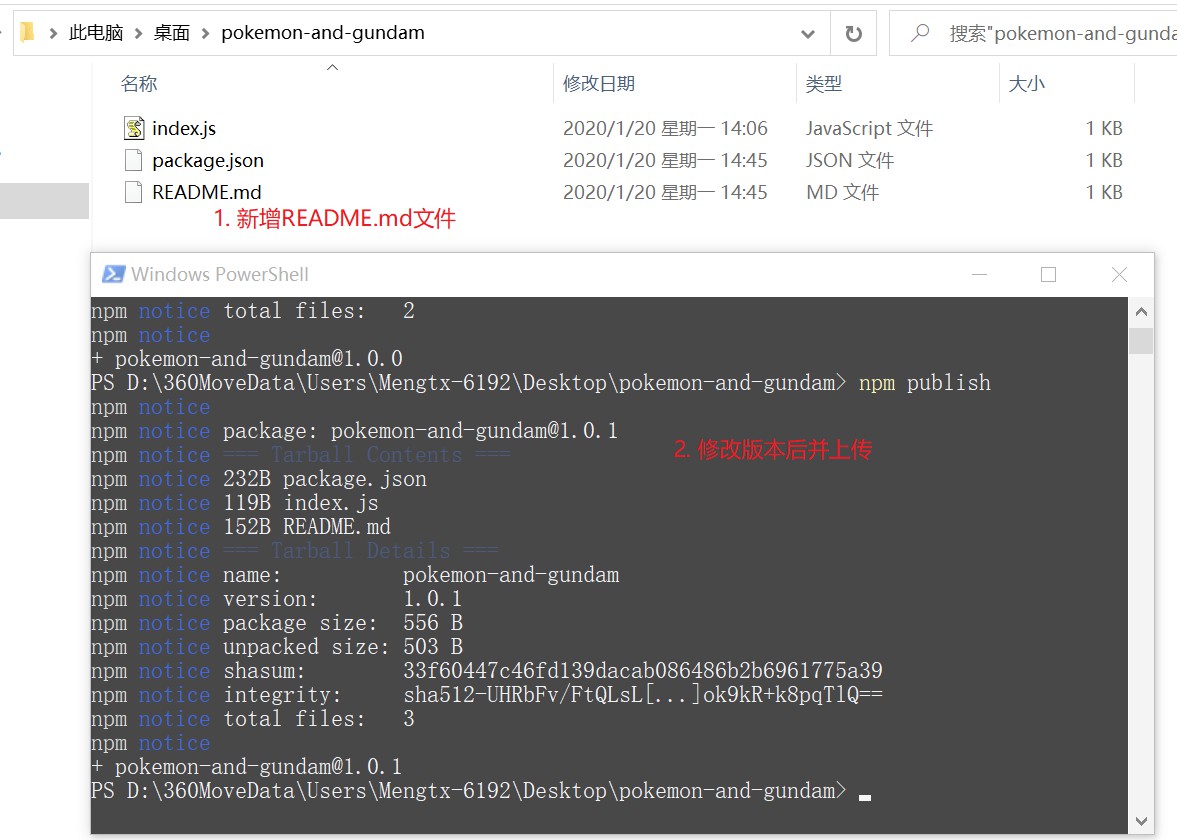 此电脑 > 桌面 > pokemon-and-gundam 搜索"pokemon-and-gunda
名称 修改日期 类型 大小
index.js 2020/1/20 星期一 14:06 JavaScript 文件 1 KB
package.json 2020/1/20 星期一 14:45 JSON 文件 1 KB
README.md 2020/1/20 星期一 14:45 MD 文件 1 KB
1. 新增README.md文件
Windows PowerShell
npm notice total files: 2
npm notice
+ pokemon-and-gundam@1.0.0
PS D:\360MoveData\Users\Mengtx-6192\Desktop\pokemon-and-gundam> npm publish
npm notice
npm notice package: pokemon-and-gundam@1.0.1
2. 修改版本后并上传
npm notice === Tarball Contents ===
npm notice 232B package.json
npm notice 119B index.js
npm notice 152B README.md
npm notice === Tarball Details ===
npm notice name: pokemon-and-gundam
npm notice version: 1.0.1
npm notice package size: 556 B
npm notice unpacked size: 503 B
npm notice shasum: 33f60447c46fd139dacab086486b2b6961775a39
npm notice integrity: sha512-UHRbFv/FtQLsL[...]ok9kR+k8pqTlQ==
npm notice total files: 3
npm notice
+ pokemon-and-gundam@1.0.1
PS D:\360MoveData\Users\Mengtx-6192\Desktop\pokemon-and-gundam>